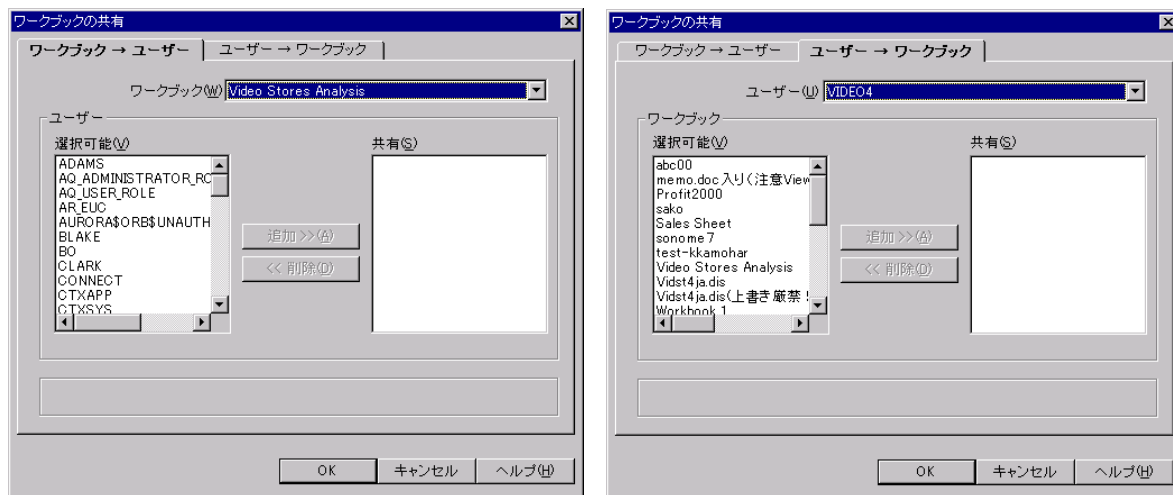 ワークブックの共有
ワークブック → ユーザー
ユーザー → ワークブック
ワークブック(W)
Video Stores Analysis
ユーザー
選択可能(V)
共有(S)
ADAMS
AQ_ADMINISTRATOR_RO
AQ_USER_ROLE
AR_EUC
AURORA$ORB$UNAUTH
BLAKE
BO
CLARK
CONNECT
CTXAPP
CTXSYS
追加 >>(A)
<< 削除(D)
OK
キャンセル
ヘルプ(H)
ワークブックの共有
ワークブック → ユーザー
ユーザー → ワークブック
ユーザー(U)
VIDEO4
ワークブック
選択可能(V)
共有(S)
abc00
memo.doc入り(注意View
Profit2000
sako
Sales Sheet
sonome7
test-kkamohar
Video Stores Analysis
Vidst4ja.dis
Vidst4ja.dis(上書き厳禁!
Workbook 1
追加 >>(A)
<< 削除(D)
OK
キャンセル
ヘルプ(H)